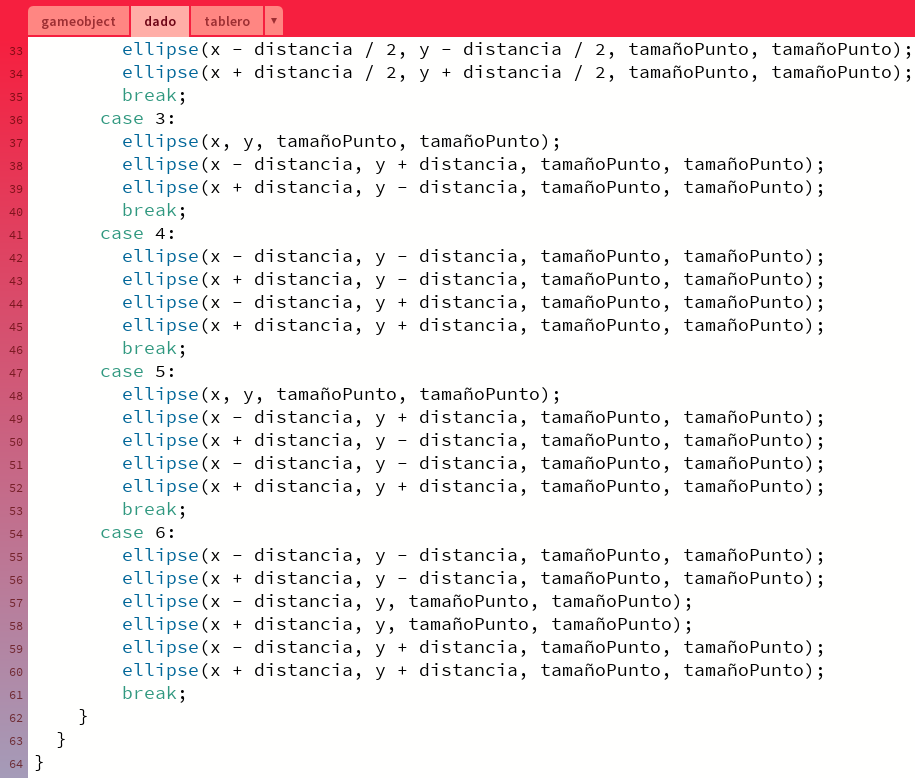 gameobject dado tablero ▼
33 ellipse(x - distancia / 2, y - distancia / 2, tamañoPunto, tamañoPunto);
34 ellipse(x + distancia / 2, y + distancia / 2, tamañoPunto, tamañoPunto);
35 break;
36 case 3:
37 ellipse(x, y, tamañoPunto, tamañoPunto);
38 ellipse(x - distancia, y + distancia, tamañoPunto, tamañoPunto);
39 ellipse(x + distancia, y - distancia, tamañoPunto, tamañoPunto);
40 break;
41 case 4:
42 ellipse(x - distancia, y - distancia, tamañoPunto, tamañoPunto);
43 ellipse(x + distancia, y - distancia, tamañoPunto, tamañoPunto);
44 ellipse(x - distancia, y + distancia, tamañoPunto, tamañoPunto);
45 ellipse(x + distancia, y + distancia, tamañoPunto, tamañoPunto);
46 break;
47 case 5:
48 ellipse(x, y, tamañoPunto, tamañoPunto);
49 ellipse(x - distancia, y + distancia, tamañoPunto, tamañoPunto);
50 ellipse(x + distancia, y - distancia, tamañoPunto, tamañoPunto);
51 ellipse(x - distancia, y - distancia, tamañoPunto, tamañoPunto);
52 ellipse(x + distancia, y + distancia, tamañoPunto, tamañoPunto);
53 break;
54 case 6:
55 ellipse(x - distancia, y - distancia, tamañoPunto, tamañoPunto);
56 ellipse(x + distancia, y - distancia, tamañoPunto, tamañoPunto);
57 ellipse(x - distancia, y, tamañoPunto, tamañoPunto);
58 ellipse(x + distancia, y, tamañoPunto, tamañoPunto);
59 ellipse(x - distancia, y + distancia, tamañoPunto, tamañoPunto);
60 ellipse(x + distancia, y + distancia, tamañoPunto, tamañoPunto);
61 break;
62 }
63 }
64 }